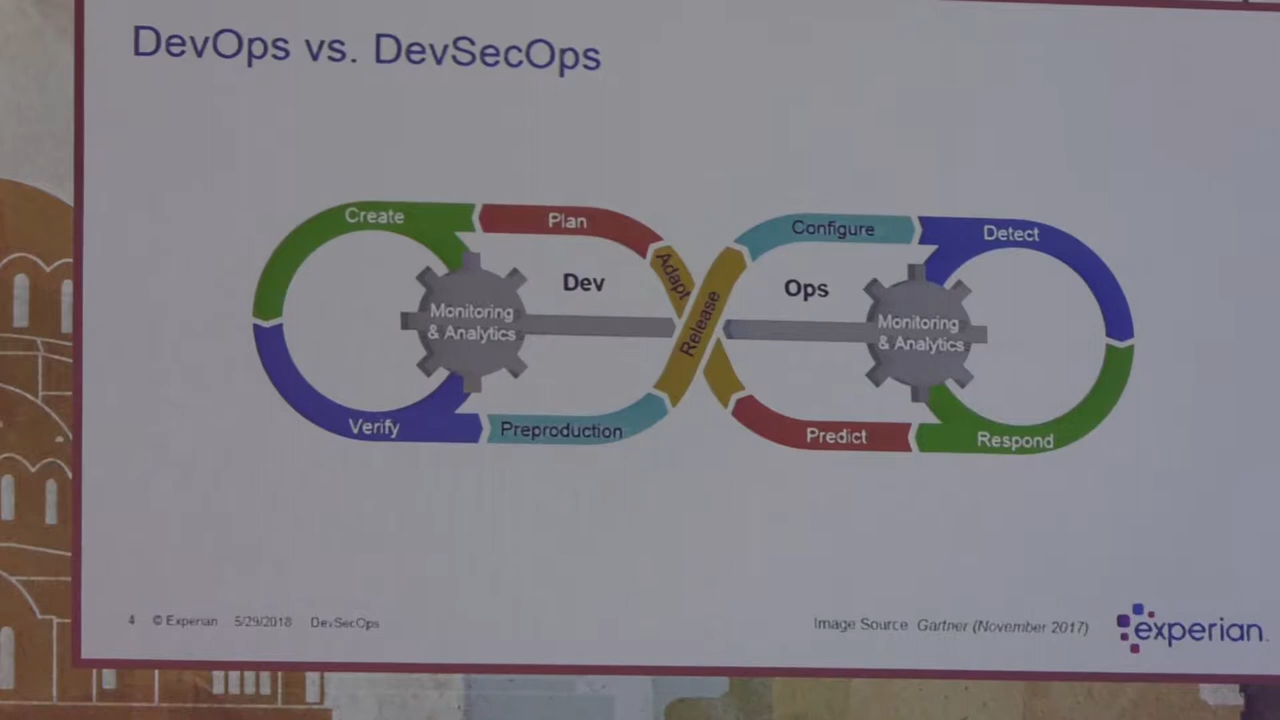 DevOps vs. DevSecOps
Create
Plan
Adapt
Release
Configure
Detect
Dev
Ops
Monitoring
& Analytics
Monitoring
& Analytics
Verify
Preproduction
Predict
Respond
4 © Experian 5/29/2018 DevSecOps
Image Source Gartner (November 2017)
experian